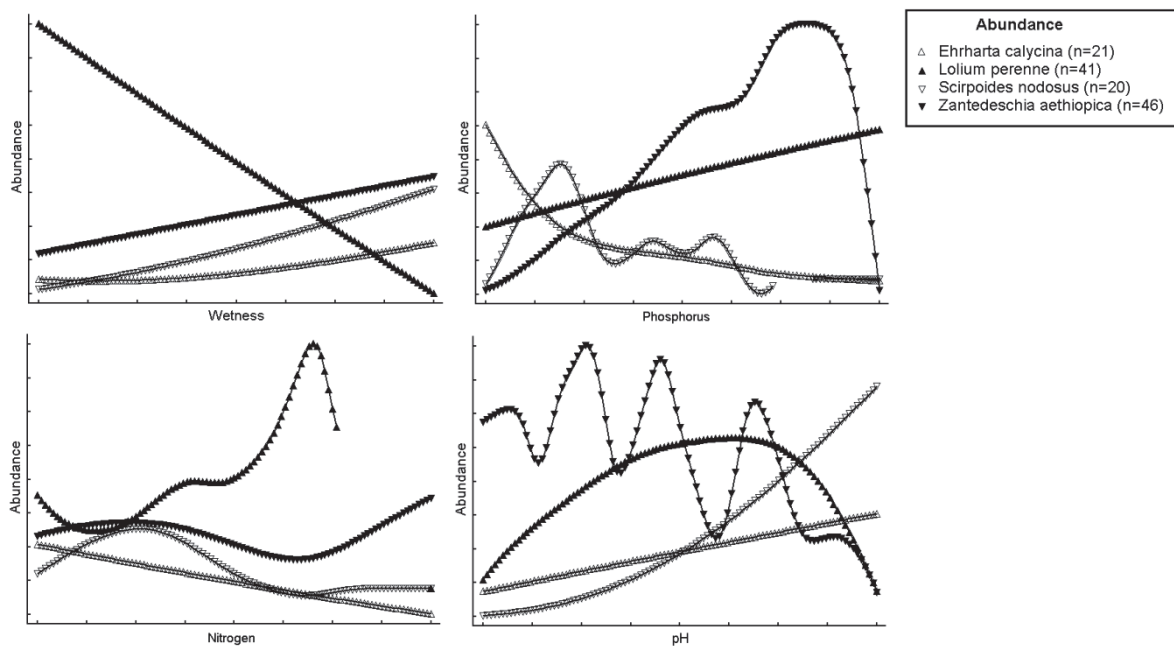 Abundance
Wetness
Abundance
Phosphorus
Abundance
Ehrharta calycina (n=21)
Lolium perenne (n=41)
Scirpoides nodosus (n=20)
Zantedeschia aethiopica (n=46)
Abundance
Nitrogen
Abundance
pH